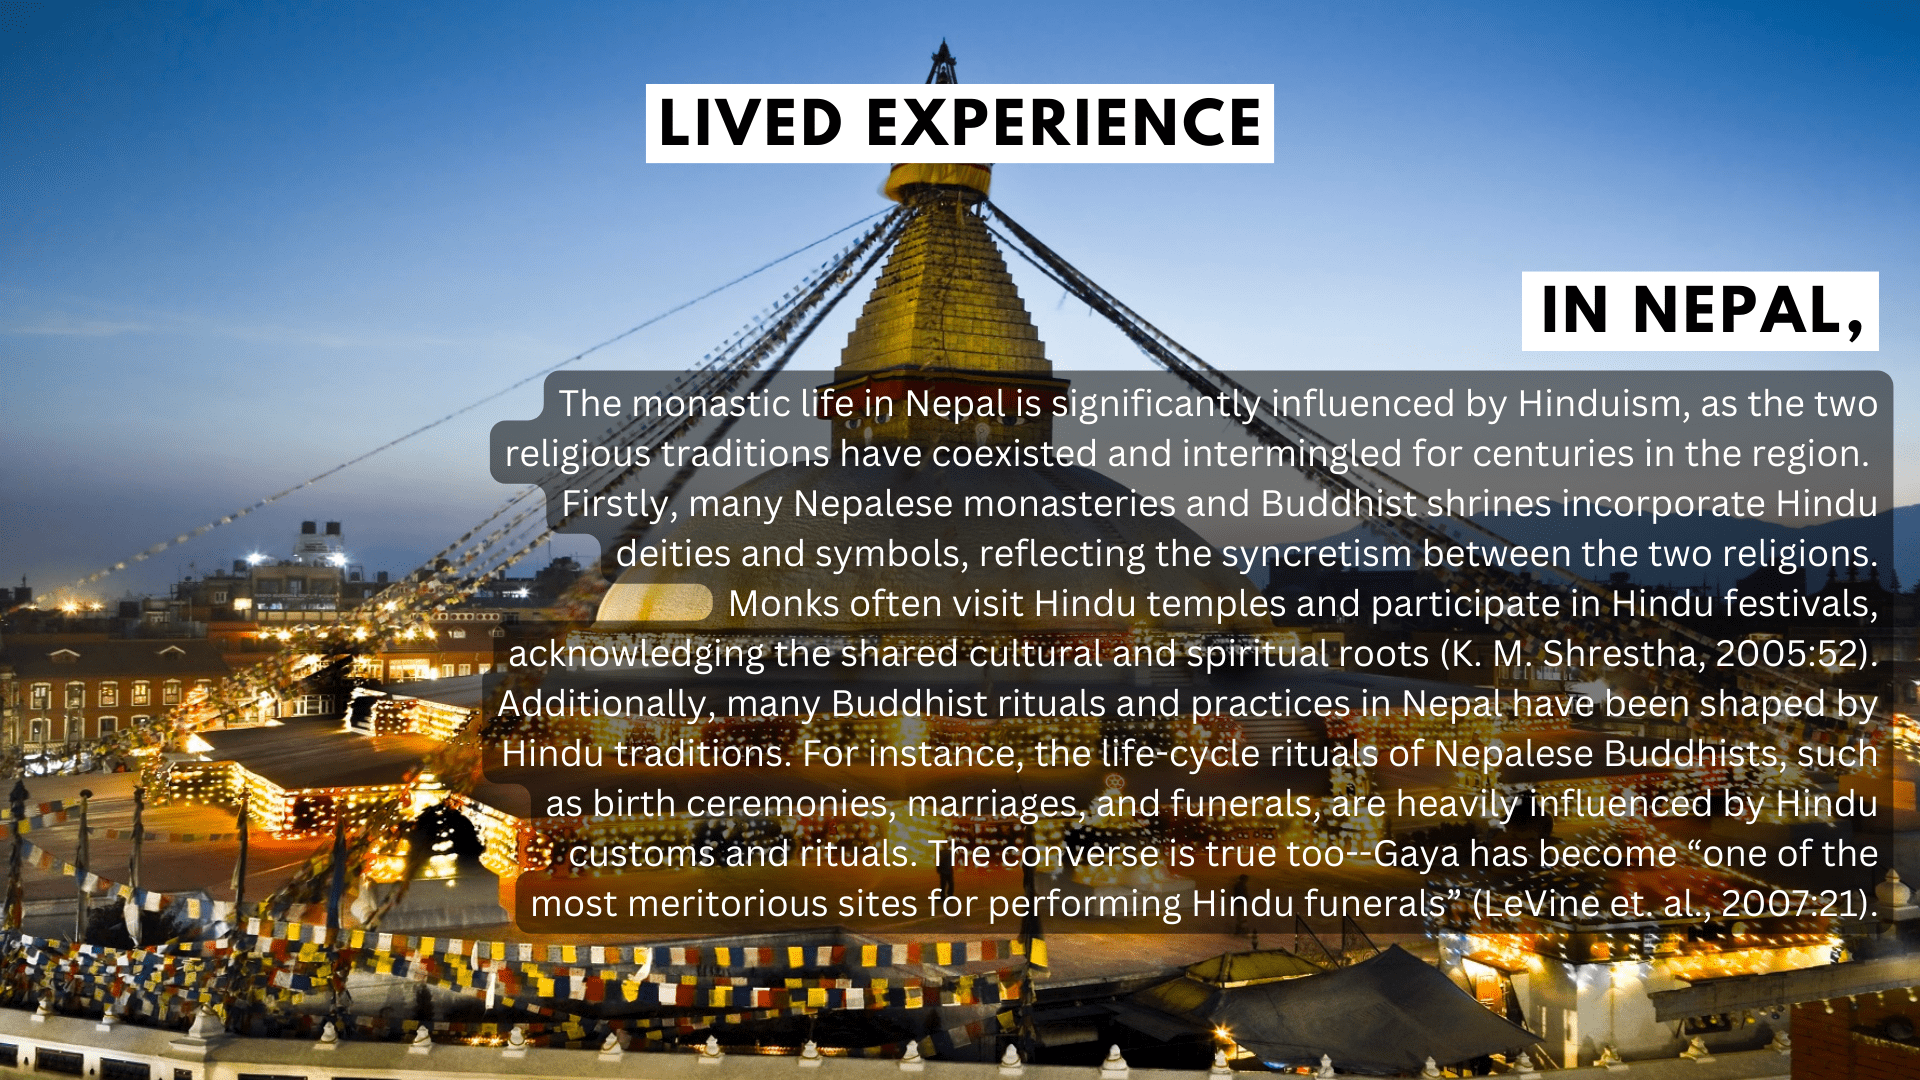 LIVED EXPERIENCE
IN NEPAL,
The monastic life in Nepal is significantly influenced by Hinduism, as the two
religious traditions have coexisted and intermingled for centuries in the region.
Firstly, many Nepalese monasteries and Buddhist shrines incorporate Hindu
deities and symbols, reflecting the syncretism between the two religions.
Monks often visit Hindu temples and participate in Hindu festivals,
acknowledging the shared cultural and spiritual roots (K. M. Shrestha, 2005:52).
Additionally, many Buddhist rituals and practices in Nepal have been shaped by
Hindu traditions. For instance, the life-cycle rituals of Nepalese Buddhists, such
as birth ceremonies, marriages, and funerals, are heavily influenced by Hindu
customs and rituals. The converse is true too--Gaya has become “one of the
most meritorious sites for performing Hindu funerals” (LeVine et. al., 2007:21).